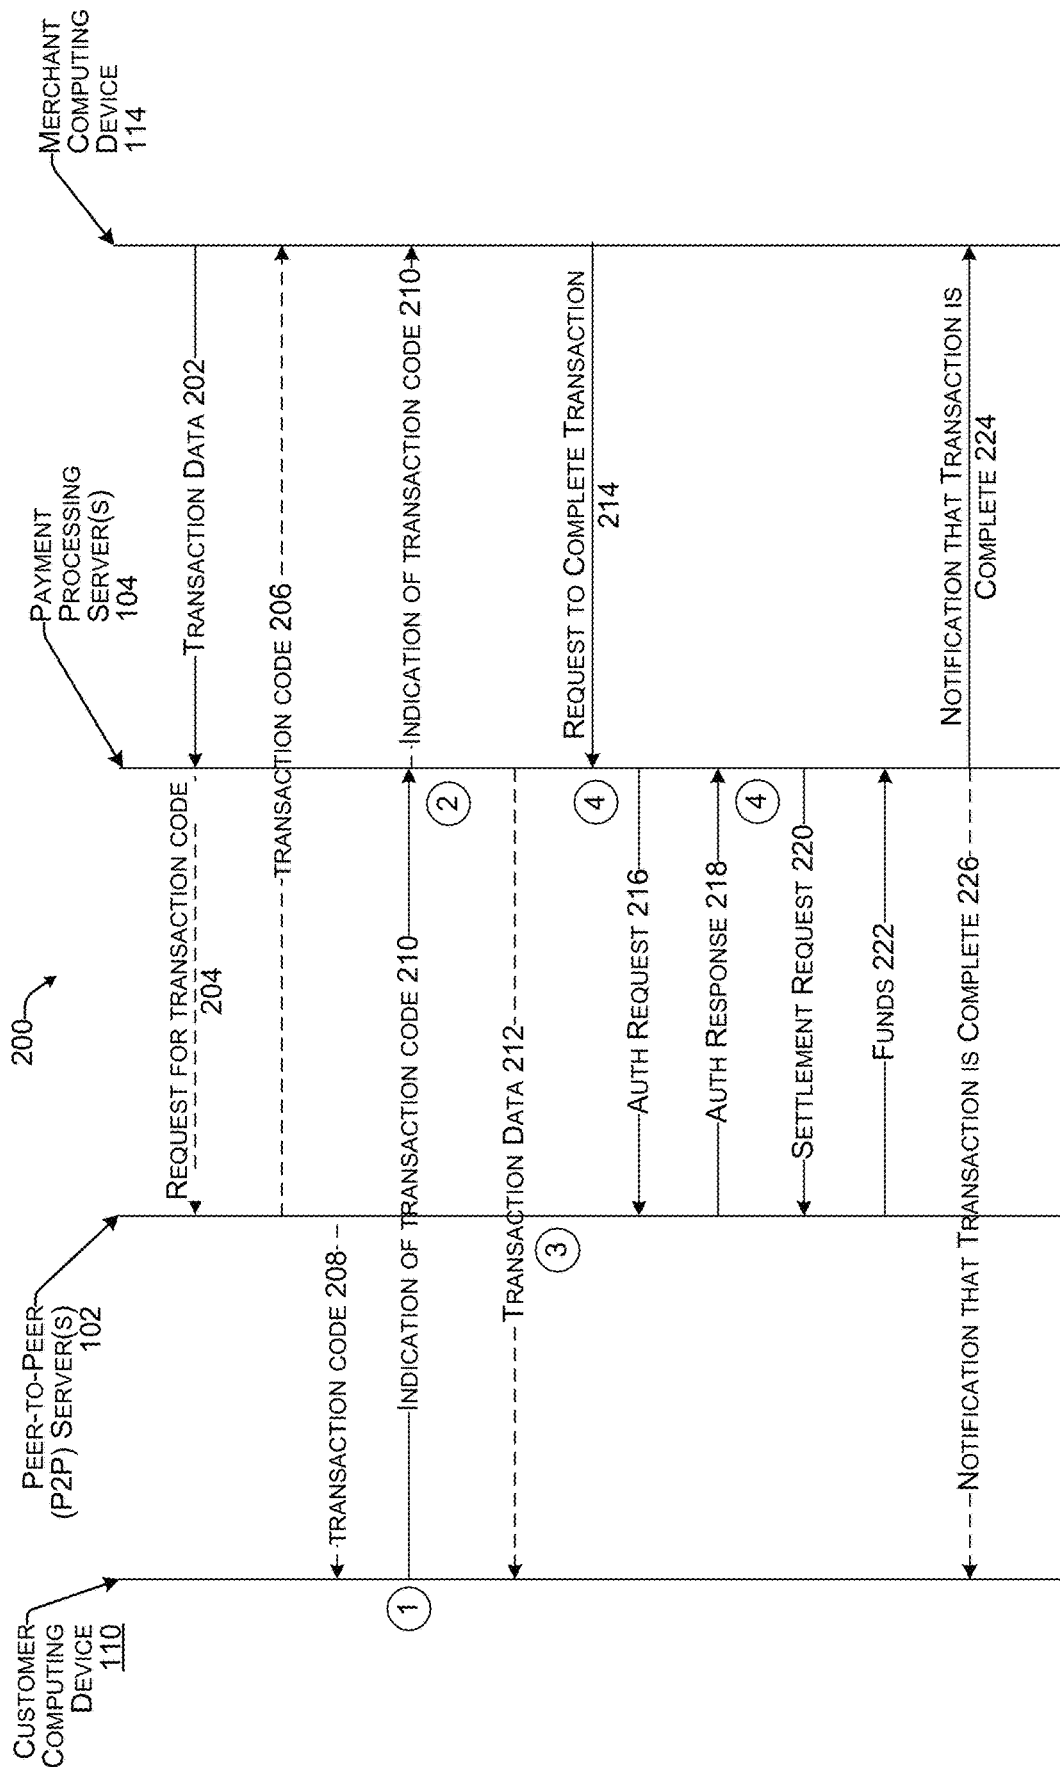 200
CUSTOMER
COMPUTING
DEVICE
110
PEER-TO-PEER
(P2P) SERVER(S)
102
PAYMENT
PROCESSING
SERVER(S)
104
MERCHANT
COMPUTING
DEVICE
114
TRANSACTION DATA 202
REQUEST FOR TRANSACTION CODE
204
TRANSACTION CODE 206
TRANSACTION CODE 208
1
INDICATION OF TRANSACTION CODE 210
INDICATION OF TRANSACTION CODE 210
2
TRANSACTION DATA 212
3
REQUEST TO COMPLETE TRANSACTION
214
4
AUTH REQUEST 216
AUTH RESPONSE 218
4
SETTLEMENT REQUEST 220
FUNDS 222
NOTIFICATION THAT TRANSACTION IS COMPLETE 226
NOTIFICATION THAT TRANSACTION IS
COMPLETE 224